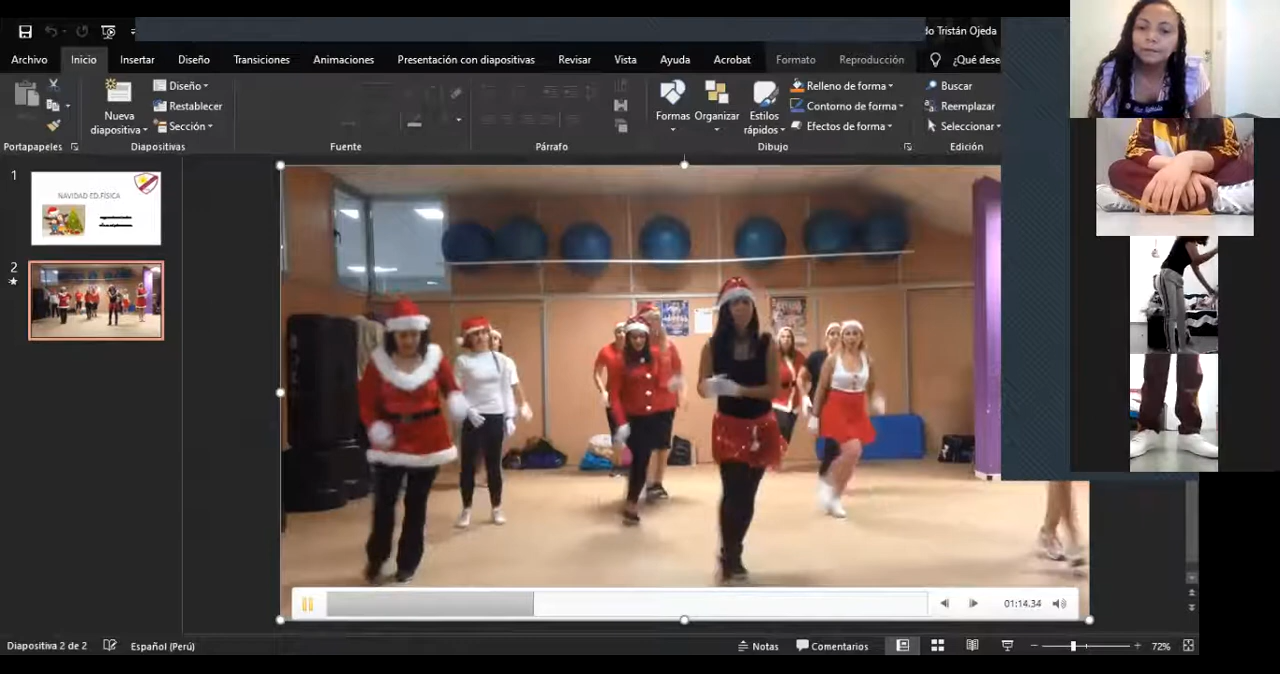 do Tristán Ojeda
Archivo Inicio Insertar Diseño Transiciones Animaciones Presentación con diapositivas Revisar Vista Ayuda Acrobat Formato Reproducción ¿Qué dese
Diseño
Nueva diapositiva
Restablecer
Sección
Formas Organizar Estilos rápidos
Relleno de forma
Contorno de forma
Efectos de forma
Buscar
Reemplazar
Seleccionar
Portapapeles Diapositivas Fuente Párrafo Dibujo Edición
1
NAVIDAD ED.FÍSICA
2
01:14.34
Diapositiva 2 de 2 Español (Perú) Notas Comentarios 72%